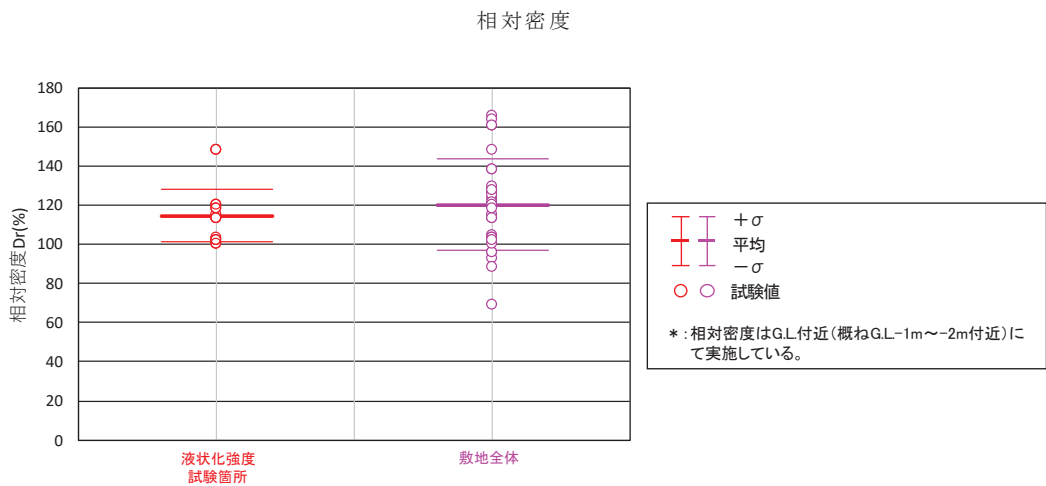 相対密度
相対密度Dr(%)
180
160
140
120
100
80
60
40
20
0
液状化強度
試験箇所
敷地全体
＋σ
平均
－σ
試験値
＊：相対密度はG.L.付近（概ねG.L.-1m～-2m付近）に
て実施している。